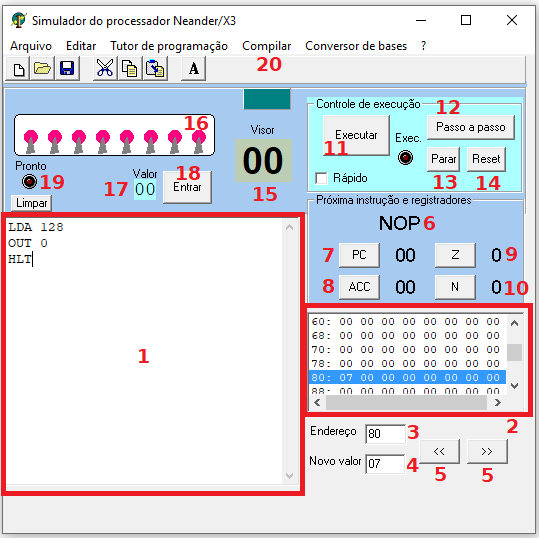 Simulador do processador Neander/X3
Arquivo Editar Tutor de programação Compilar Conversor de bases ?
A 20
Controle de execução
16
Visor
Executar 11
Exec.
12
Passo a passo
Parar
13
Reset
14
Rápido
Pronto
19
17
Valor
00
18
Entrar
00
15
Limpar
Próxima instrução e registradores
NOP 6
7 PC 00 Z 0 9
8 ACC 00 N 0 10
LDA 128
OUT 0
HLT
1
60: 00 00 00 00 00 00 00 00
68: 00 00 00 00 00 00 00 00
70: 00 00 00 00 00 00 00 00
78: 00 00 00 00 00 00 00 00
80: 07 00 00 00 00 00 00 00
88: 00 00 00 00 00 00 00 00
2
Endereço 80 3
Novo valor 07 4
<< >>
5 5